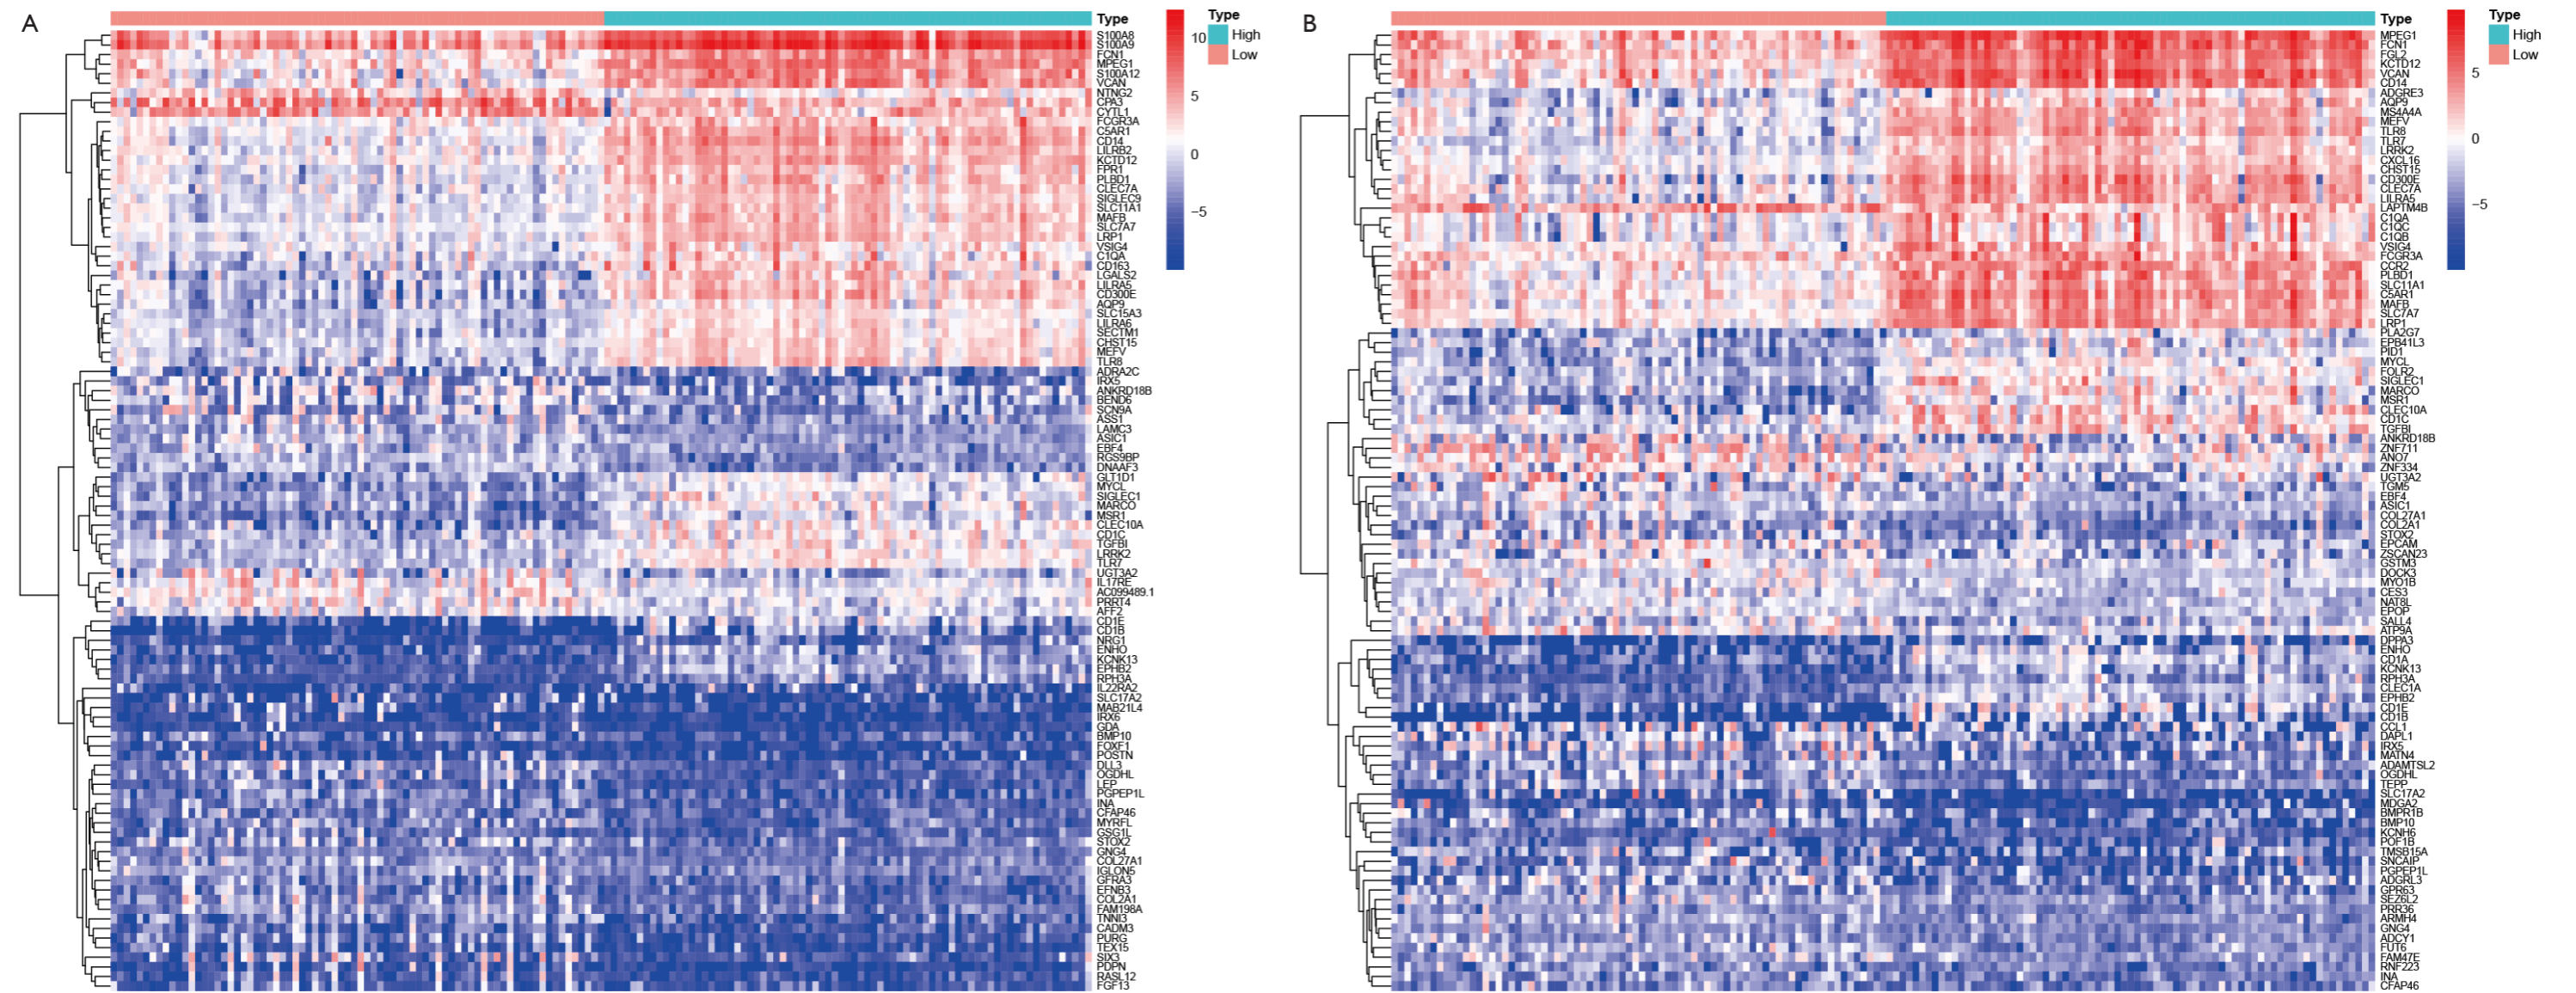 A
Type
S100A8
S100A9
FCN1
MPEG1
S100A12
VCAN
NTNG2
CPA3
CYTL1
FCGR3A
C5AR1
CD14
LILRB2
KCTD12
FPR1
PLBD1
CLEC7A
SIGLEC9
SLC11A1
MAFB
SLC7A7
LRP1
VSIG4
C1QA
CD163
LGALS2
LILRA5
CD300E
AQP9
SLC15A3
LILRA6
SECTM1
CHST15
MEFV
TLR8
ADRA2C
IRX5
ANKRD18B
BEND6
SCN9A
ASS1
LAMC3
ASIC1
EBF4
RGS9BP
DNAAF3
GLT1D1
MYCL
SIGLEC1
MARCO
MSR1
CLEC10A
CD1C
TGFBI
LRRK2
TLR7
UGT3A2
IL17RE
AC099489.1
PRRT4
AFF2
CD1E
CD1B
NRG1
ENHO
KCNK13
EPHB2
RPH3A
IL22RA2
SLC17A2
MAB21L4
IRX6
GDA
BMP10
FOXF1
POSTN
DLL3
OGDHL
LEP
PGPEP1L
INA
CFAP46
MYRFL
GSG1L
STOX2
GNG4
COL27A1
IGLON5
GFRA3
EFNB3
COL2A1
FAM198A
TNNI3
CADM3
PURG
TEX15
SIX3
PDPN
RASL12
FGF13
10
5
0
−5
Type
High
Low
B
Type
MPEG1
FCN1
FGL2
KCTD12
VCAN
CD14
ADGRE3
AQP9
MS4A4A
MEFV
TLR8
TLR7
LRRK2
CXCL16
CHST15
CD300E
CLEC7A
LILRA5
LAPTM4B
C1QA
C1QC
C1QB
VSIG4
FCGR3A
CCR2
PLBD1
SLC11A1
C5AR1
MAFB
SLC7A7
LRP1
PLA2G7
EPB41L3
PID1
MYCL
FOLR2
SIGLEC1
MARCO
MSR1
CLEC10A
CD1C
TGFBI
ANKRD18B
ZNF711
ANO7
ZNF334
UGT3A2
TGM5
EBF4
ASIC1
COL27A1
COL2A1
STOX2
EPCAM
ZSCAN23
GSTM3
DOCK3
MYO1B
CES3
NAT8L
EPOP
SALL4
ATP9A
DPPA3
ENHO
CD1A
KCNK13
RPH3A
CLEC1A
EPHB2
CD1E
CD1B
CCL1
DAPL1
IRX5
MATN4
ADAMTSL2
OGDHL
TEPP
SLC17A2
MDGA2
BMPR1B
BMP10
KCNH6
POF1B
TMSB15A
SNCAIP
PGPEP1L
ADGRL3
GPR63
SEZ6L2
PRR36
ARMH4
GNG4
ADCY1
FUT6
FAM47E
RNF223
INA
CFAP46
5
0
−5
Type
High
Low